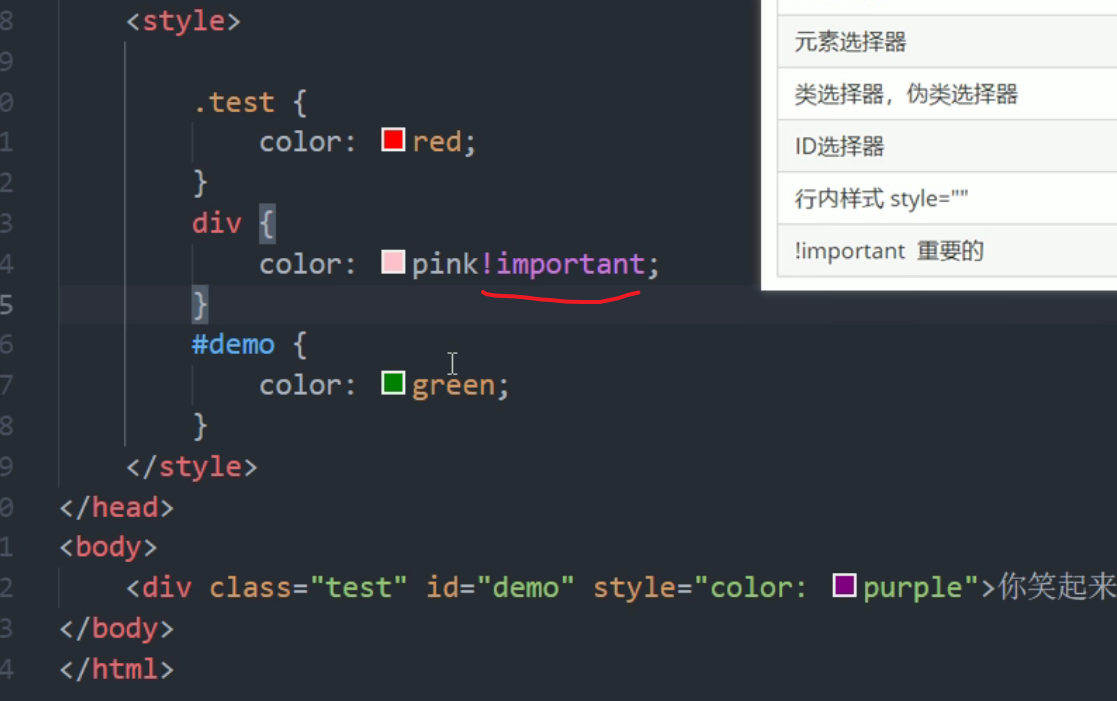 8 <style>
9
0 .test {
1 color: red;
2 }
3 div {
4 color: pink!important;
5 }
6 #demo {
7 color: green;
8 }
9 </style>
0 </head>
1 <body>
2 <div class="test" id="demo" style="color: purple">你笑起来
3 </body>
4 </html>
元素选择器
类选择器，伪类选择器
ID选择器
行内样式 style=""
!important 重要的